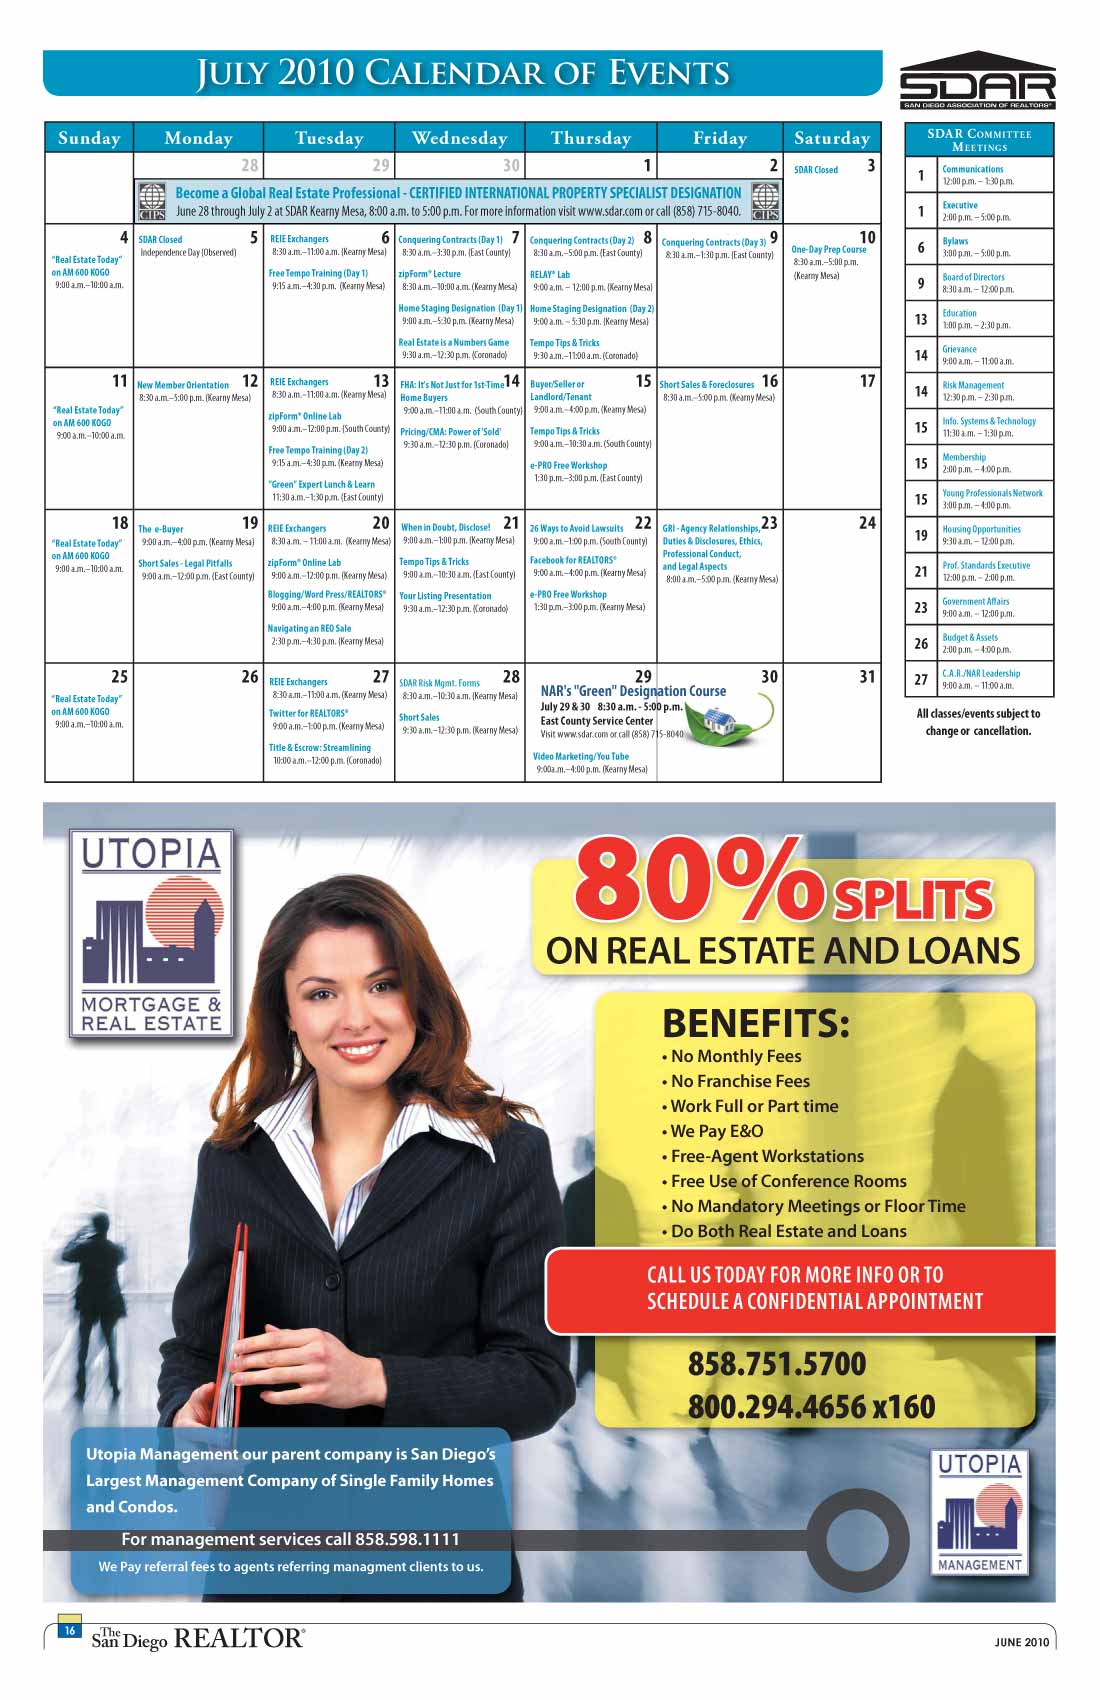 JULY 2010 CALENDAR OF EVENTS
SDAR
SAN DIEGO ASSOCIATION OF REALTORS®
Sunday Monday Tuesday Wednesday Thursday Friday Saturday
28 29 30 1 2 3
SDAR Closed
CIPS
Become a Global Real Estate Professional - CERTIFIED INTERNATIONAL PROPERTY SPECIALIST DESIGNATION
June 28 through July 2 at SDAR Kearny Mesa, 8:00 a.m. to 5:00 p.m. For more information visit www.sdar.com or call (858) 715-8040.
CIPS
4
"Real Estate Today"
on AM 600 KOGO
9:00 a.m.–10:00 a.m.
5
SDAR Closed
Independence Day (Observed)
6
REIE Exchangers
8:30 a.m.–11:00 a.m. (Kearny Mesa)
Free Tempo Training (Day 1)
9:15 a.m.–4:30 p.m. (Kearny Mesa)
7
Conquering Contracts (Day 1)
8:30 a.m.–3:30 p.m. (East County)
zipForm® Lecture
8:30 a.m.–10:00 a.m. (Kearny Mesa)
Home Staging Designation (Day 1)
9:00 a.m.–5:30 p.m. (Kearny Mesa)
Real Estate is a Numbers Game
9:30 a.m.–12:30 p.m. (Coronado)
8
Conquering Contracts (Day 2)
8:30 a.m.–5:00 p.m. (East County)
RELAY® Lab
9:00 a.m. – 12:00 p.m. (Kearny Mesa)
Home Staging Designation (Day 2)
9:00 a.m. – 5:30 p.m. (Kearny Mesa)
Tempo Tips & Tricks
9:30 a.m.–11:00 a.m. (Coronado)
9
Conquering Contracts (Day 3)
8:30 a.m.–1:30 p.m. (East County)
10
One-Day Prep Course
8:30 a.m.–5:00 p.m.
(Kearny Mesa)
11
"Real Estate Today"
on AM 600 KOGO
9:00 a.m.–10:00 a.m.
12
New Member Orientation
8:30 a.m.–5:00 p.m. (Kearny Mesa)
13
REIE Exchangers
8:30 a.m.–11:00 a.m. (Kearny Mesa)
zipForm® Online Lab
9:00 a.m.–12:00 p.m. (South County)
Free Tempo Training (Day 2)
9:15 a.m.–4:30 p.m. (Kearny Mesa)
"Green" Expert Lunch & Learn
11:30 a.m.–1:30 p.m. (East County)
14
FHA: It's Not Just for 1st-Time
Home Buyers
9:00 a.m.–11:00 a.m. (South County)
Pricing/CMA: Power of 'Sold'
9:30 a.m.–12:30 p.m. (Coronado)
15
Buyer/Seller or
Landlord/Tenant
9:00 a.m.–4:00 p.m. (Kearny Mesa)
Tempo Tips & Tricks
9:00 a.m.–10:30 a.m. (South County)
e-PRO Free Workshop
1:30 p.m.–3:00 p.m. (East County)
16
Short Sales & Foreclosures
8:30 a.m.–5:00 p.m. (Kearny Mesa)
17
18
"Real Estate Today"
on AM 600 KOGO
9:00 a.m.–10:00 a.m.
19
The e-Buyer
9:00 a.m.–4:00 p.m. (Kearny Mesa)
Short Sales - Legal Pitfalls
9:00 a.m.–12:00 p.m. (East County)
20
REIE Exchangers
8:30 a.m. – 11:00 a.m. (Kearny Mesa)
zipForm® Online Lab
9:00 a.m.–12:00 p.m. (Kearny Mesa)
Blogging/Word Press/REALTORS®
9:00 a.m.–4:00 p.m. (Kearny Mesa)
Navigating an REO Sale
2:30 p.m.–4:30 p.m. (Kearny Mesa)
21
When in Doubt, Disclose!
9:00 a.m.–1:00 p.m. (Kearny Mesa)
Tempo Tips & Tricks
9:00 a.m.–10:30 a.m. (East County)
Your Listing Presentation
9:30 a.m.–12:30 p.m. (Coronado)
22
26 Ways to Avoid Lawsuits
9:00 a.m.–1:00 p.m. (South County)
Facebook for REALTORS®
9:00 a.m.–4:00 p.m. (Kearny Mesa)
e-PRO Free Workshop
1:30 p.m.–3:00 p.m. (Kearny Mesa)
23
GRI - Agency Relationships,
Duties & Disclosures, Ethics,
Professional Conduct,
and Legal Aspects
8:00 a.m.–5:00 p.m. (Kearny Mesa)
24
25
"Real Estate Today"
on AM 600 KOGO
9:00 a.m.–10:00 a.m.
26
27
REIE Exchangers
8:30 a.m.–11:00 a.m. (Kearny Mesa)
Twitter for REALTORS®
9:00 a.m.–1:00 p.m. (Kearny Mesa)
Title & Escrow: Streamlining
10:00 a.m.–12:00 p.m. (Coronado)
28
SDAR Risk Mgmt. Forms
8:30 a.m.–10:30 a.m. (Kearny Mesa)
Short Sales
9:30 a.m.–12:30 p.m. (Kearny Mesa)
29 30
NAR's "Green" Designation Course
July 29 & 30 8:30 a.m. - 5:00 p.m.
East County Service Center
Visit www.sdar.com or call (858) 715-8040
Video Marketing/You Tube
9:00a.m.–4:00 p.m. (Kearny Mesa)
31
SDAR COMMITTEE
MEETINGS
1 Communications
12:00 p.m. – 1:30 p.m.
1 Executive
2:00 p.m. – 5:00 p.m.
6 Bylaws
3:00 p.m. – 5:00 p.m.
9 Board of Directors
8:30 a.m. – 12:00 p.m.
13 Education
1:00 p.m. – 2:30 p.m.
14 Grievance
9:00 a.m. – 11:00 a.m.
14 Risk Management
12:30 p.m. – 2:30 p.m.
15 Info. Systems & Technology
11:30 a.m. – 1:30 p.m.
15 Membership
2:00 p.m. – 4:00 p.m.
15 Young Professionals Network
3:00 p.m. – 4:00 p.m.
19 Housing Opportunities
9:30 a.m. – 12:00 p.m.
21 Prof. Standards Executive
12:00 p.m. – 2:00 p.m.
23 Government Affairs
9:00 a.m. – 12:00 p.m.
26 Budget & Assets
2:00 p.m. – 4:00 p.m.
27 C.A.R./NAR Leadership
9:00 a.m. – 11:00 a.m.
All classes/events subject to
change or cancellation.
UTOPIA
MORTGAGE &
REAL ESTATE
80% SPLITS
ON REAL ESTATE AND LOANS
BENEFITS:
• No Monthly Fees
• No Franchise Fees
• Work Full or Part time
• We Pay E&O
• Free-Agent Workstations
• Free Use of Conference Rooms
• No Mandatory Meetings or Floor Time
• Do Both Real Estate and Loans
CALL US TODAY FOR MORE INFO OR TO
SCHEDULE A CONFIDENTIAL APPOINTMENT
858.751.5700
800.294.4656 x160
Utopia Management our parent company is San Diego's
Largest Management Company of Single Family Homes
and Condos.
For management services call 858.598.1111
We Pay referral fees to agents referring managment clients to us.
UTOPIA
MANAGEMENT
16 The San Diego REALTOR®
JUNE 2010